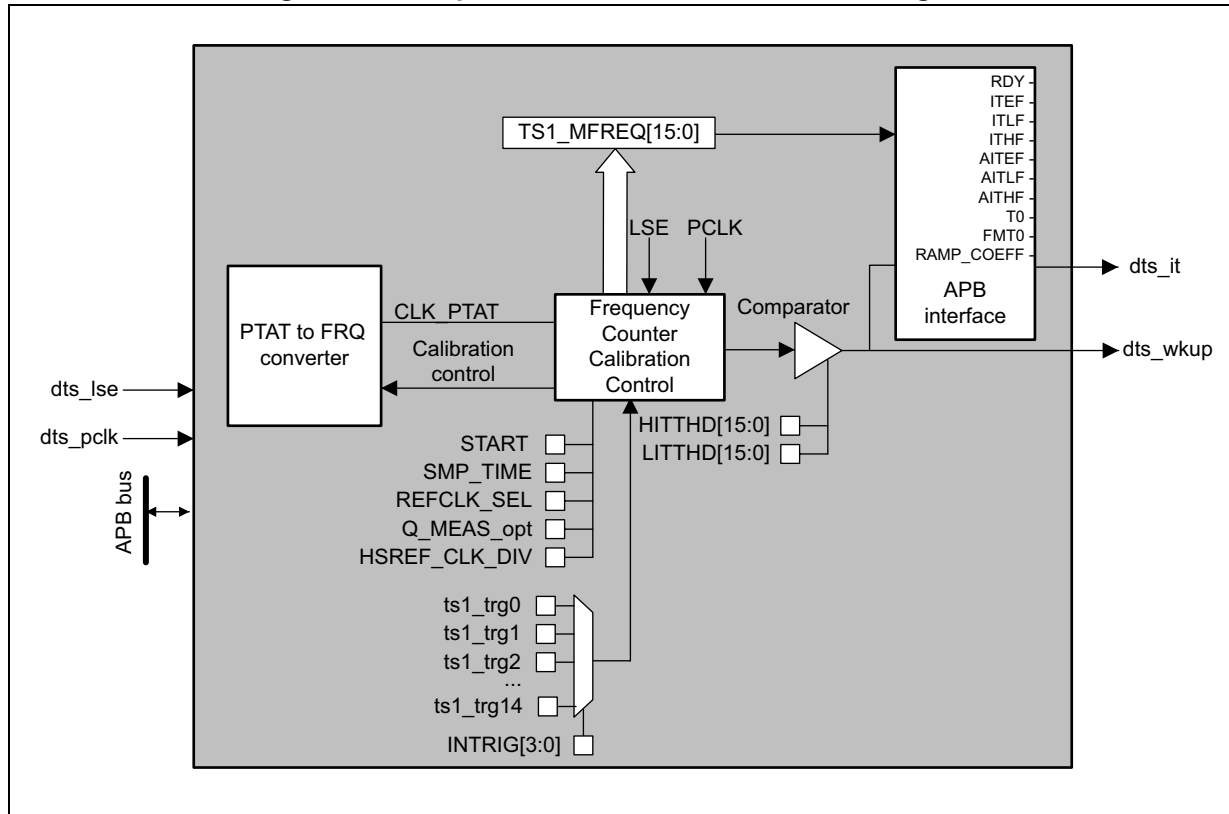 TS1_MFREQ[15:0]
RDY
ITEF
ITLF
ITHF
AITEF
AITLF
AITHF
T0
FMT0
RAMP_COEFF
APB
interface
LSE PCLK
dts_it
PTAT to FRQ
converter
CLK_PTAT
Calibration
control
Frequency
Counter
Calibration
Control
Comparator
dts_wkup
dts_lse
dts_pclk
APB bus
HITTHD[15:0]
LITTHD[15:0]
START
SMP_TIME
REFCLK_SEL
Q_MEAS_opt
HSREF_CLK_DIV
ts1_trg0
ts1_trg1
ts1_trg2
...
ts1_trg14
INTRIG[3:0]